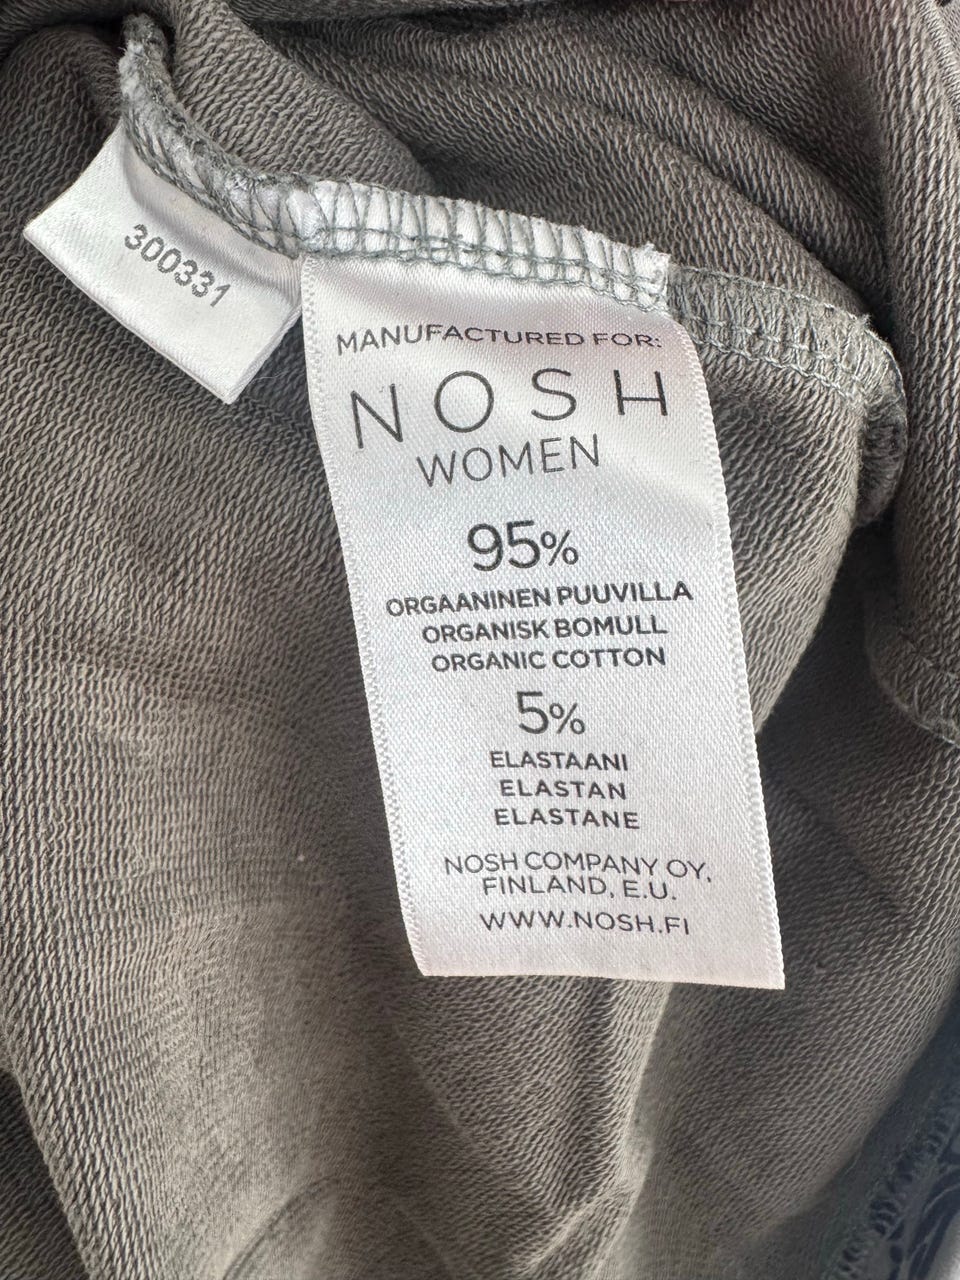 300331
MANUFACTURED FOR:
NOSH
WOMEN
95%
ORGAANINEN PUUVILLA
ORGANISK BOMULL
ORGANIC COTTON
5%
ELASTAANI
ELASTAN
ELASTANE
NOSH COMPANY OY,
FINLAND, E.U.
WWW.NOSH.FI